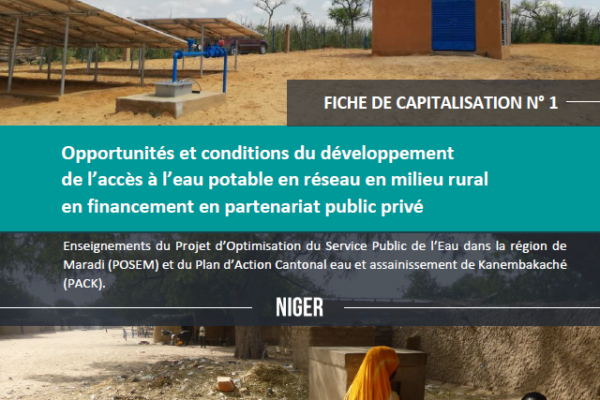 FICHE DE CAPITALISATION N° 1
Opportunités et conditions du développement
de l'accès à l'eau potable en réseau en milieu rural
en financement en partenariat public privé
Enseignements du Projet d'Optimisation du Service Public de l'Eau dans la région de
Maradi (POSEM) et du Plan d'Action Cantonal eau et assainissement de Kanembakaché
(PACK).
NIGER